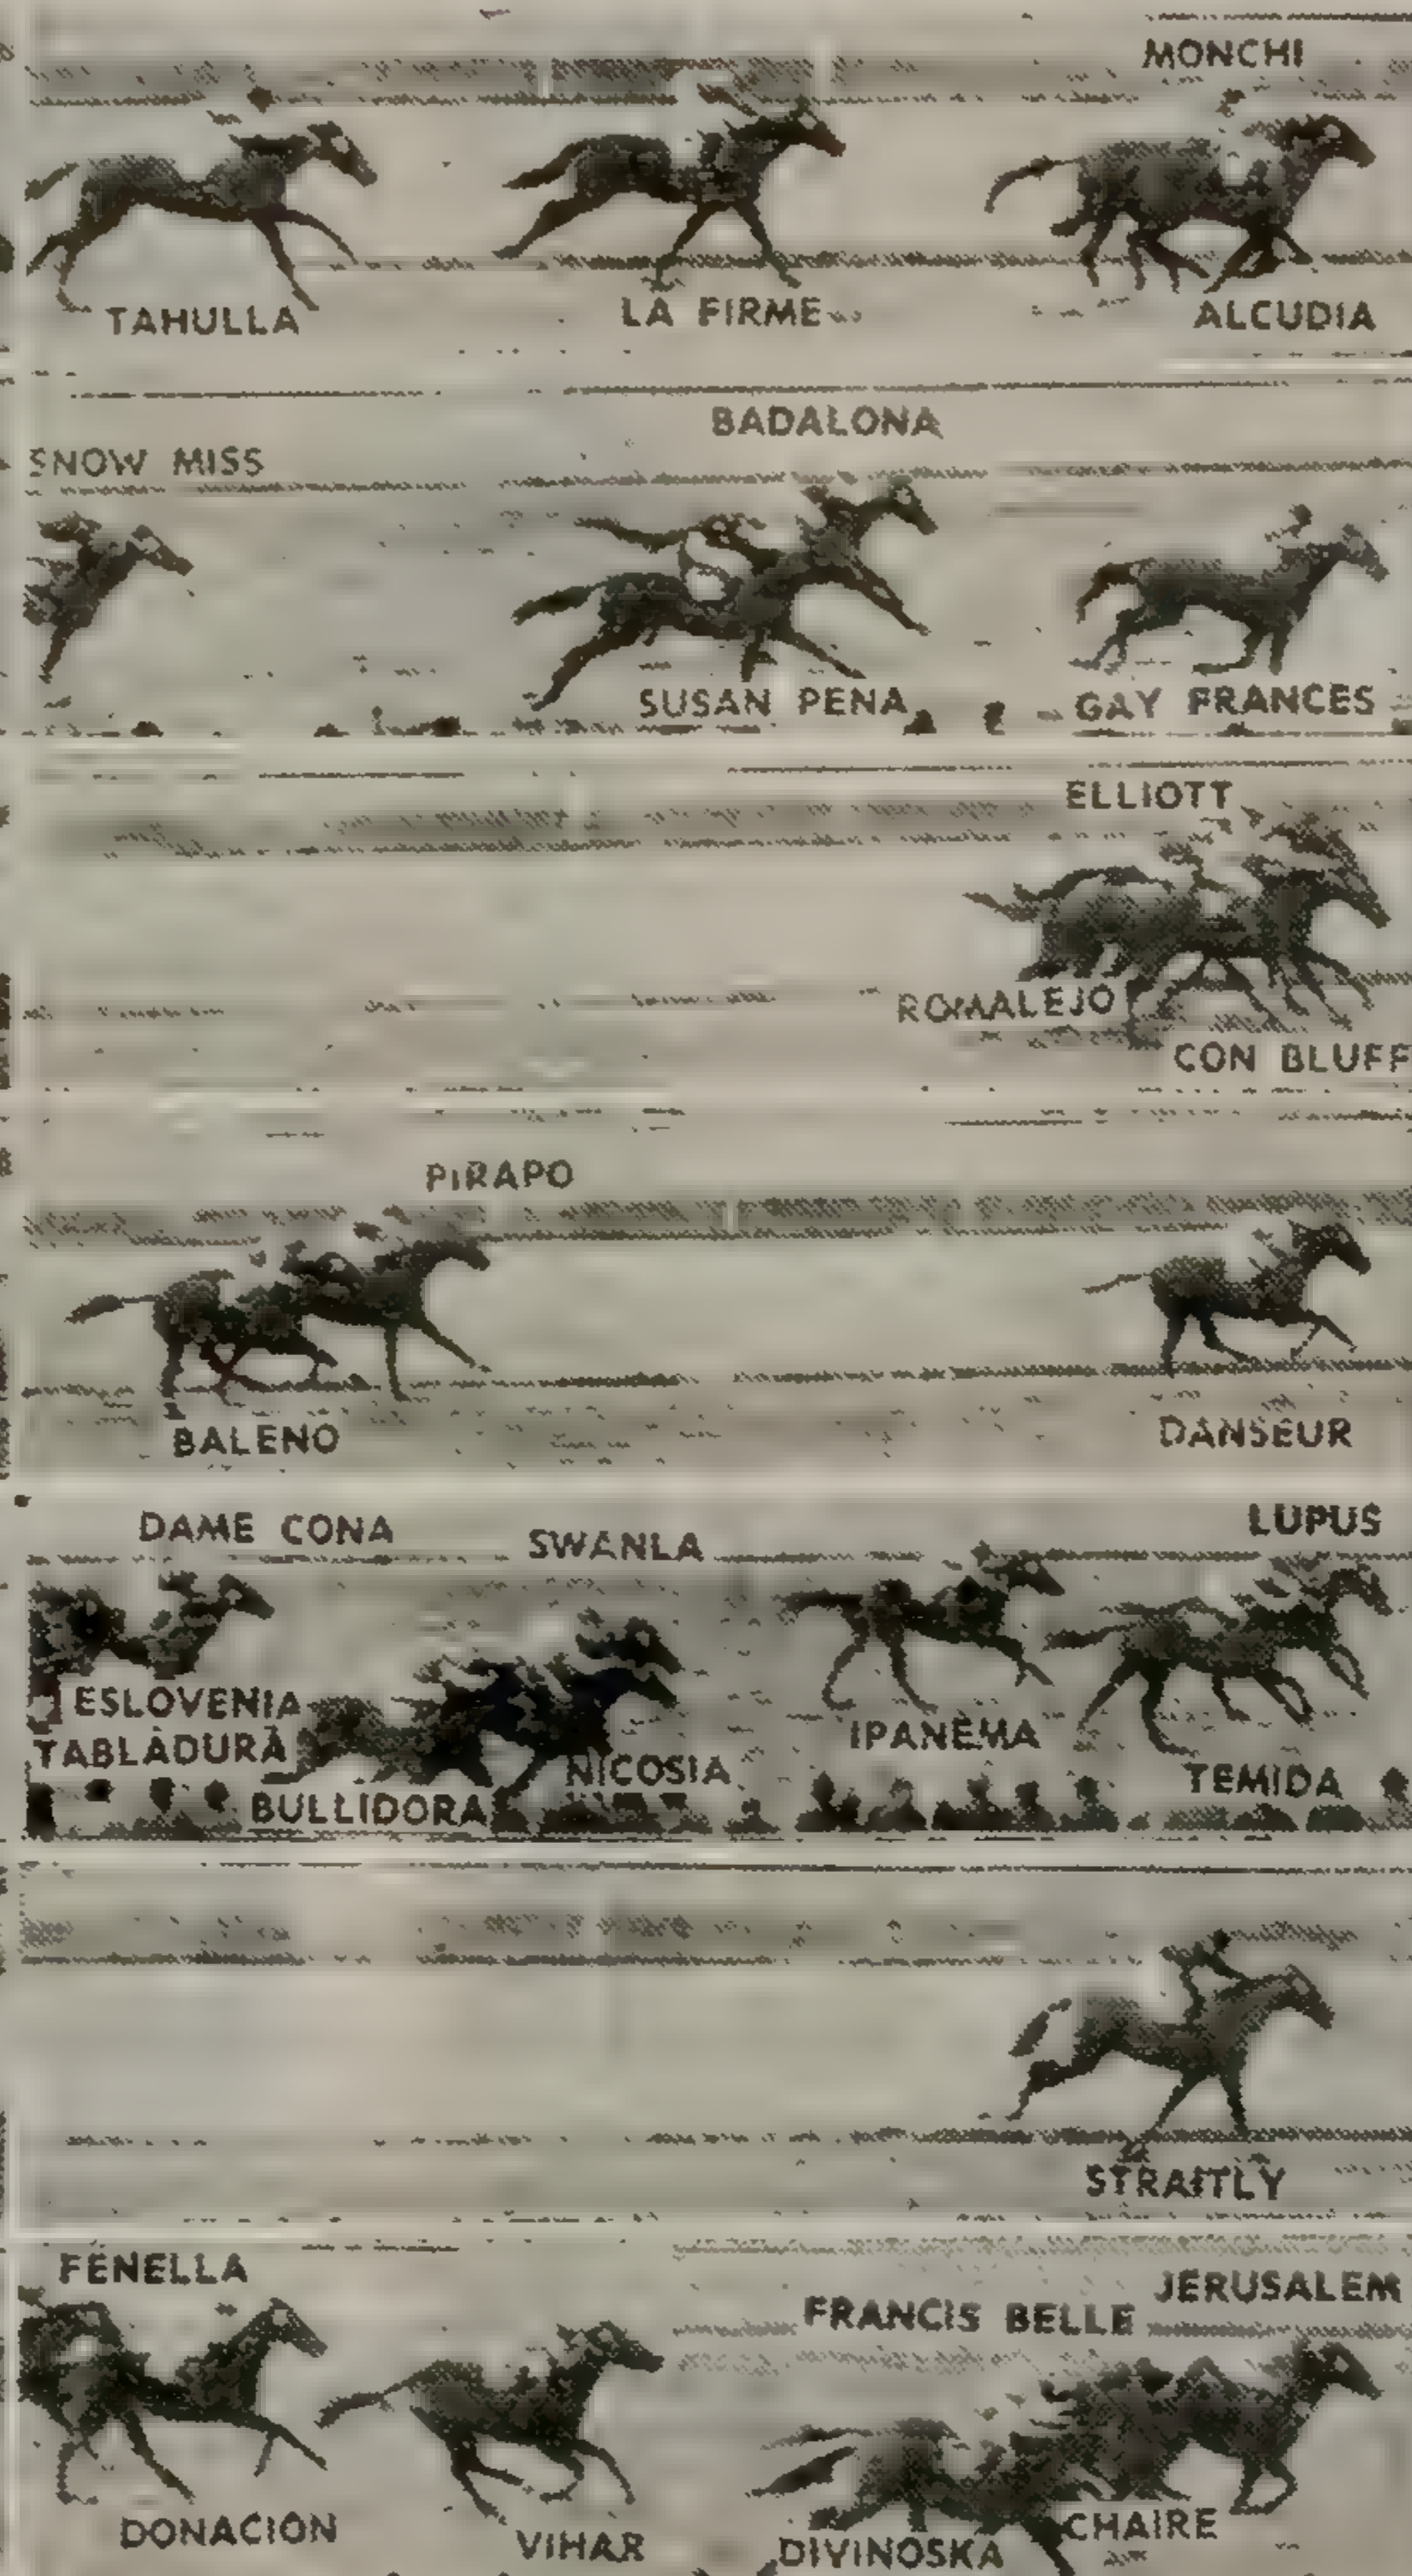 MONCHI
TAHULLA
LA FIRME
ALCUDIA
BADALONA
SNOW MISS
SUSAN PENA
GAY FRANCES
ELLIOTT
ROMALEJO
CON BLUFF
PIRAPO
BALENO
DANSEUR
DAME CONA
SWANLA
LUPUS
ESLOVENIA
TABLADURA
BULLIDORA
NICOSIA
IPANEMA
TEMIDA
STRAITLY
FENELLA
FRANCIS BELLE
JERUSALEM
DONACION
VIHAR
DIVINOSKA
CHAIRE